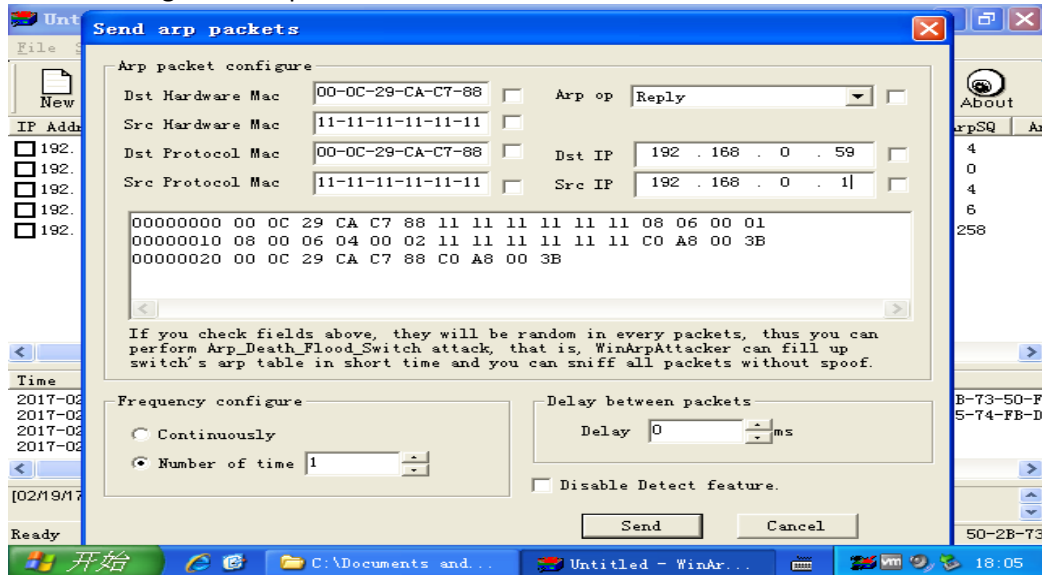 Unt
Send arp packets
File S
New
About
Arp packet configure
Dst Hardware Mac 00-0C-29-CA-C7-88 Arp op Reply
Src Hardware Mac 11-11-11-11-11-11
Dst Protocol Mac 00-0C-29-CA-C7-88 Dst IP 192 . 168 . 0 . 59
Src Protocol Mac 11-11-11-11-11-11 Src IP 192 . 168 . 0 . 1
IP Addr
ArpSQ
192. 4
192. 0
192. 4
192. 6
192. 258
00000000 00 0C 29 CA C7 88 11 11 11 11 11 11 08 06 00 01
00000010 08 00 06 04 00 02 11 11 11 11 11 11 C0 A8 00 3B
00000020 00 0C 29 CA C7 88 C0 A8 00 3B
If you check fields above, they will be random in every packets, thus you can
perform Arp_Death_Flood_Switch attack, that is, WinArpAttacker can fill up
switch's arp table in short time and you can sniff all packets without spoof.
Time
2017-02
2017-02
2017-02
2017-02
B-73-50-F
5-74-FB-D
Frequency configure
Continuously
Number of time 1
Delay between packets
Delay 0 ms
Disable Detect feature.
[02/19/17
Send Cancel
Ready
50-2B-73
开始 C:\Documents and... Untitled - WinAr... 18:05